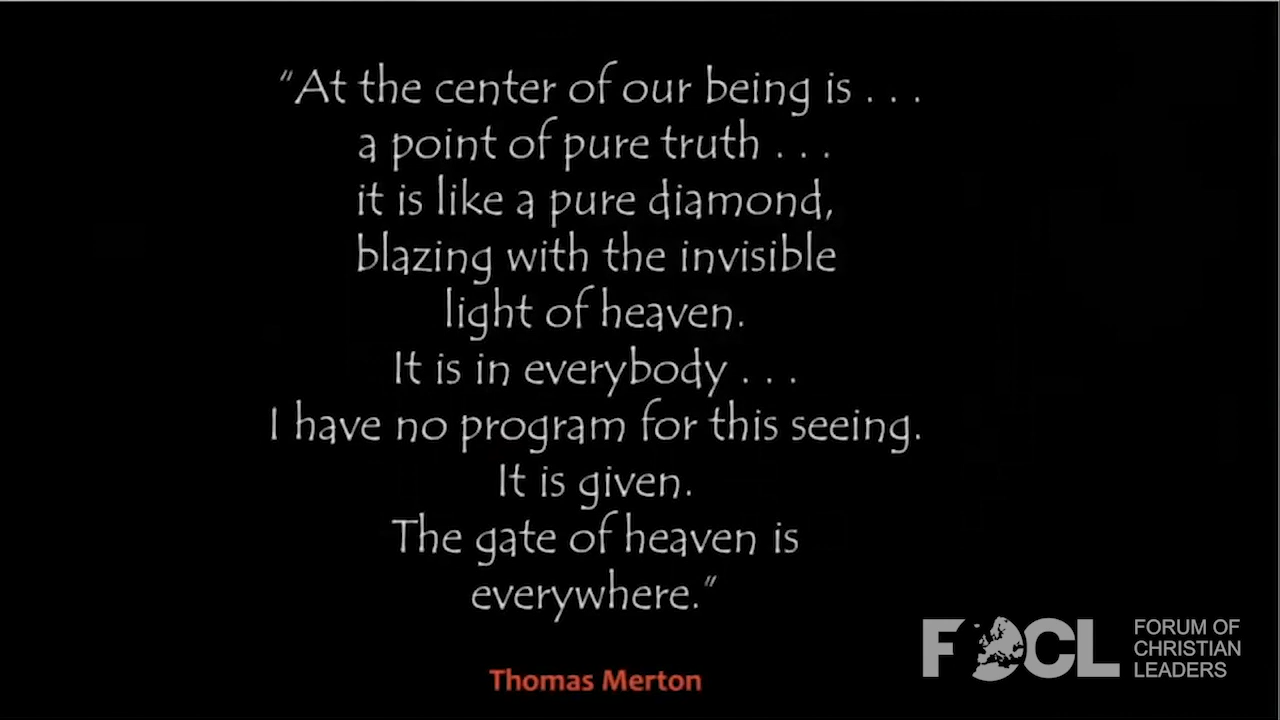 “At the center of our being is . . .
a point of pure truth . . .
it is like a pure diamond,
blazing with the invisible
light of heaven.
It is in everybody . . .
I have no program for this seeing.
It is given.
The gate of heaven is
everywhere.”
Thomas Merton
FOCL
FORUM OF
CHRISTIAN
LEADERS